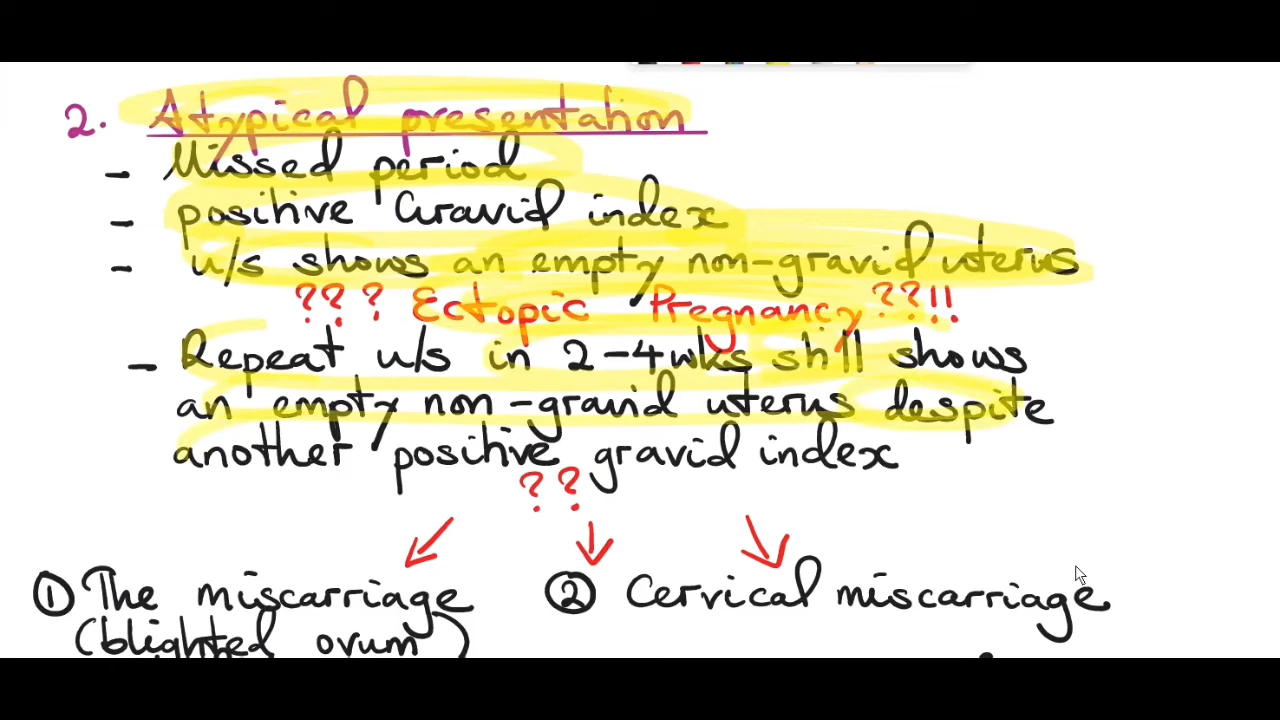 2. Atypical presentation
- Missed period
- positive Gravid index
- u/s shows an empty non-gravid uterus
??? Ectopic Pregnancy ??!!
- Repeat u/s in 2-4wks still shows
an empty non-gravid uterus despite
another positive gravid index
??
① The miscarriage ② Cervical miscarriage
(blighted ovum)